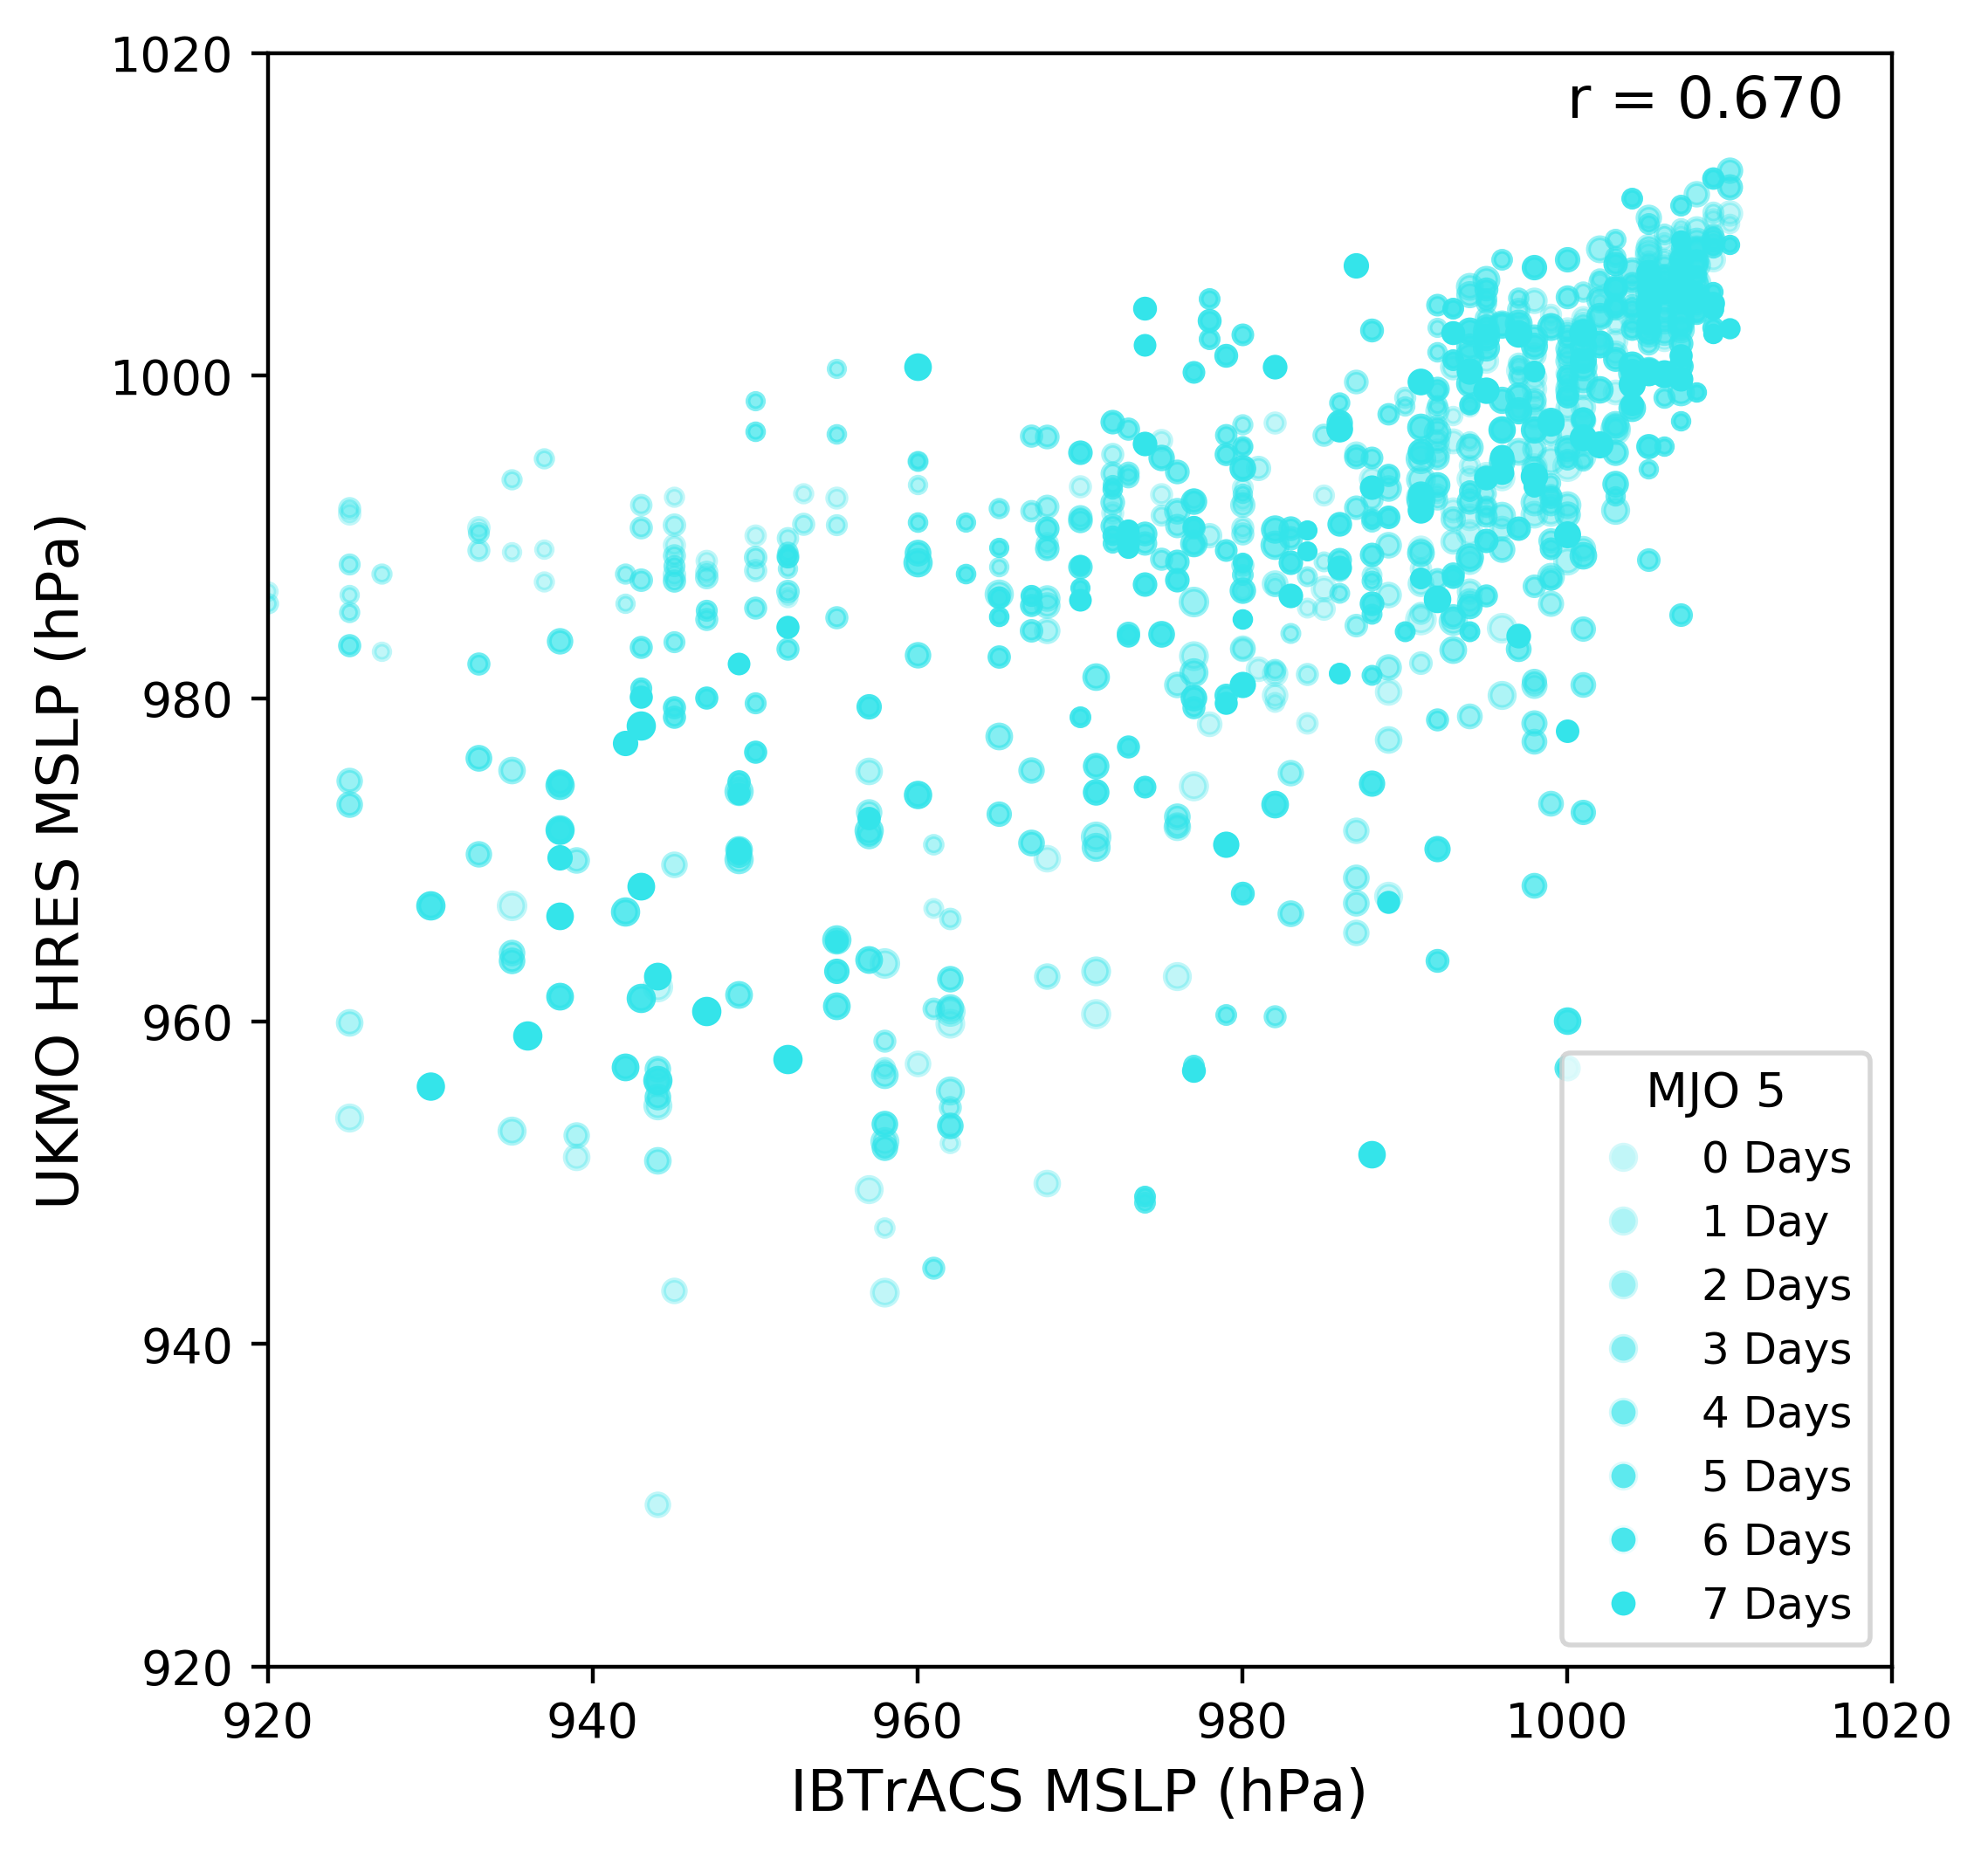 r = 0.670
1020
1000
980
960
940
920
UKMO HRES MSLP (hPa)
MJO 5
0 Days
1 Day
2 Days
3 Days
4 Days
5 Days
6 Days
7 Days
920 940 960 980 1000 1020
IBTrACS MSLP (hPa)